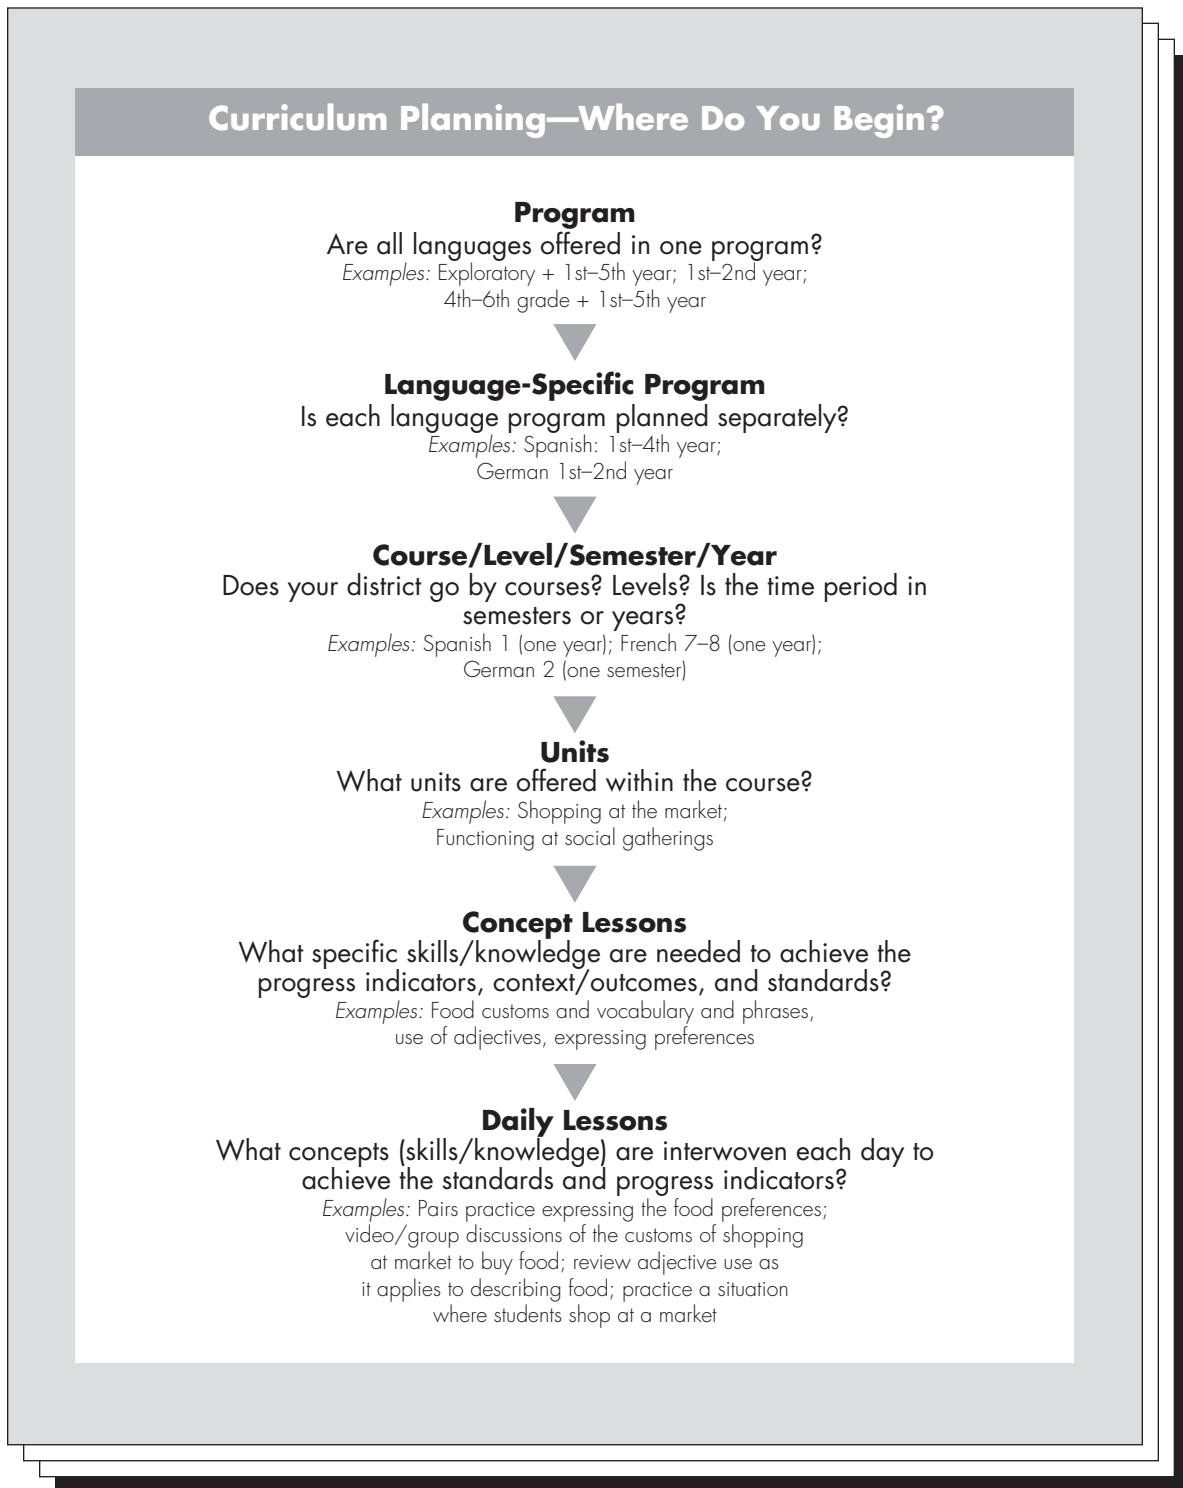 Curriculum Planning—Where Do You Begin?
Program
Are all languages offered in one program?
Examples: Exploratory + 1st–5th year; 1st–2nd year;
4th–6th grade + 1st–5th year
Language-Specific Program
Is each language program planned separately?
Examples: Spanish: 1st–4th year;
German 1st–2nd year
Course/Level/Semester/Year
Does your district go by courses? Levels? Is the time period in
semesters or years?
Examples: Spanish 1 (one year); French 7–8 (one year);
German 2 (one semester)
Units
What units are offered within the course?
Examples: Shopping at the market;
Functioning at social gatherings
Concept Lessons
What specific skills/knowledge are needed to achieve the
progress indicators, context/outcomes, and standards?
Examples: Food customs and vocabulary and phrases,
use of adjectives, expressing preferences
Daily Lessons
What concepts (skills/knowledge) are interwoven each day to
achieve the standards and progress indicators?
Examples: Pairs practice expressing the food preferences;
video/group discussions of the customs of shopping
at market to buy food; review adjective use as
it applies to describing food; practice a situation
where students shop at a market